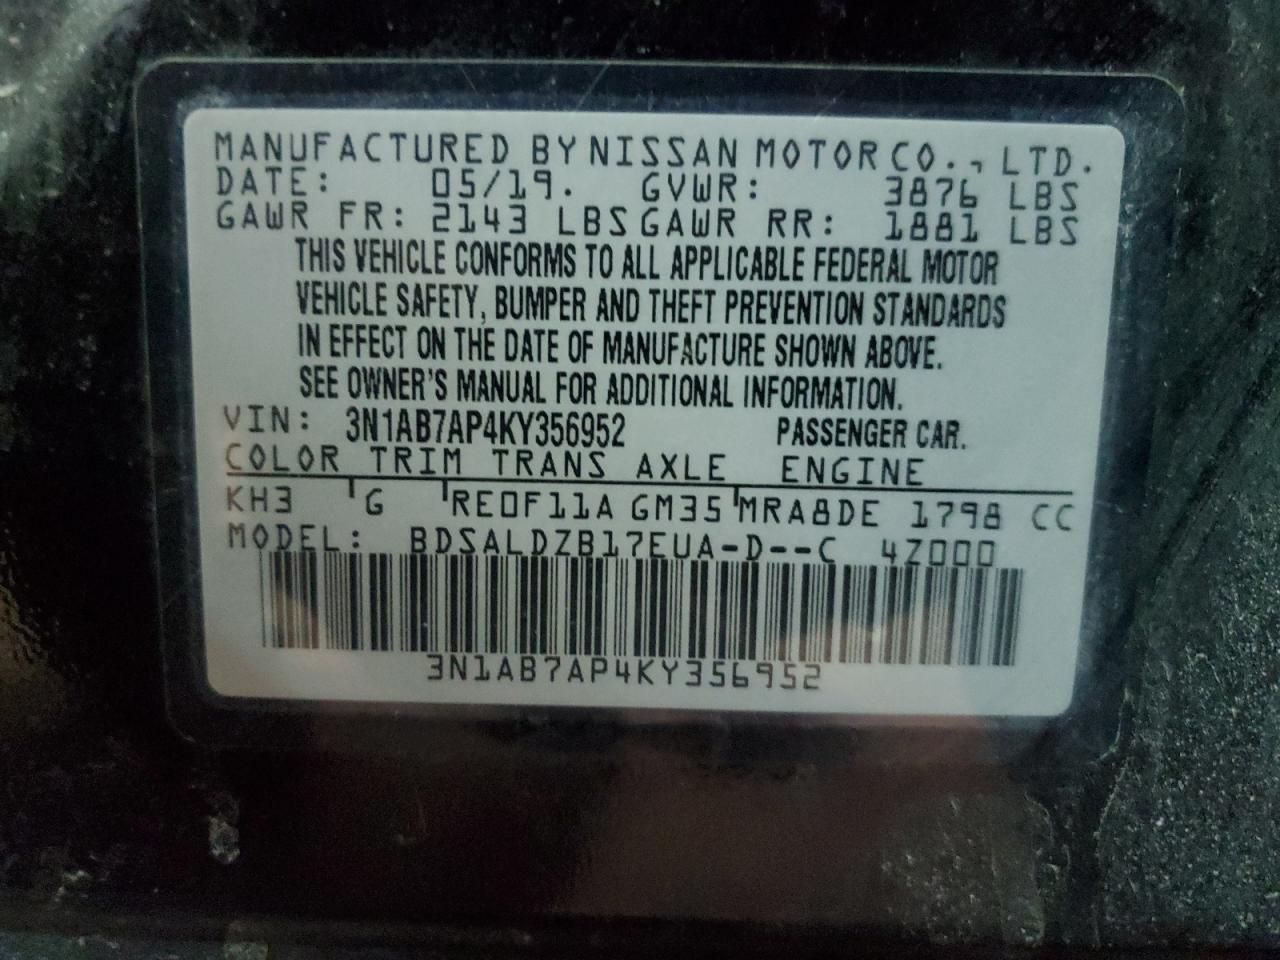 MANUFACTURED BY NISSAN MOTOR CO., LTD.
DATE: 05/19. GVWR: 3876 LBS
GAWR FR: 2143 LBS GAWR RR: 1881 LBS
THIS VEHICLE CONFORMS TO ALL APPLICABLE FEDERAL MOTOR
VEHICLE SAFETY, BUMPER AND THEFT PREVENTION STANDARDS
IN EFFECT ON THE DATE OF MANUFACTURE SHOWN ABOVE.
SEE OWNER'S MANUAL FOR ADDITIONAL INFORMATION.
VIN: 3N1AB7AP4KY356952 PASSENGER CAR.
COLOR TRIM TRANS AXLE ENGINE
KH3 G RE0F11A GM35 MRA8DE 1798 CC
MODEL: BDSALDZB17EUA-D--C 4Z000
3N1AB7AP4KY356952